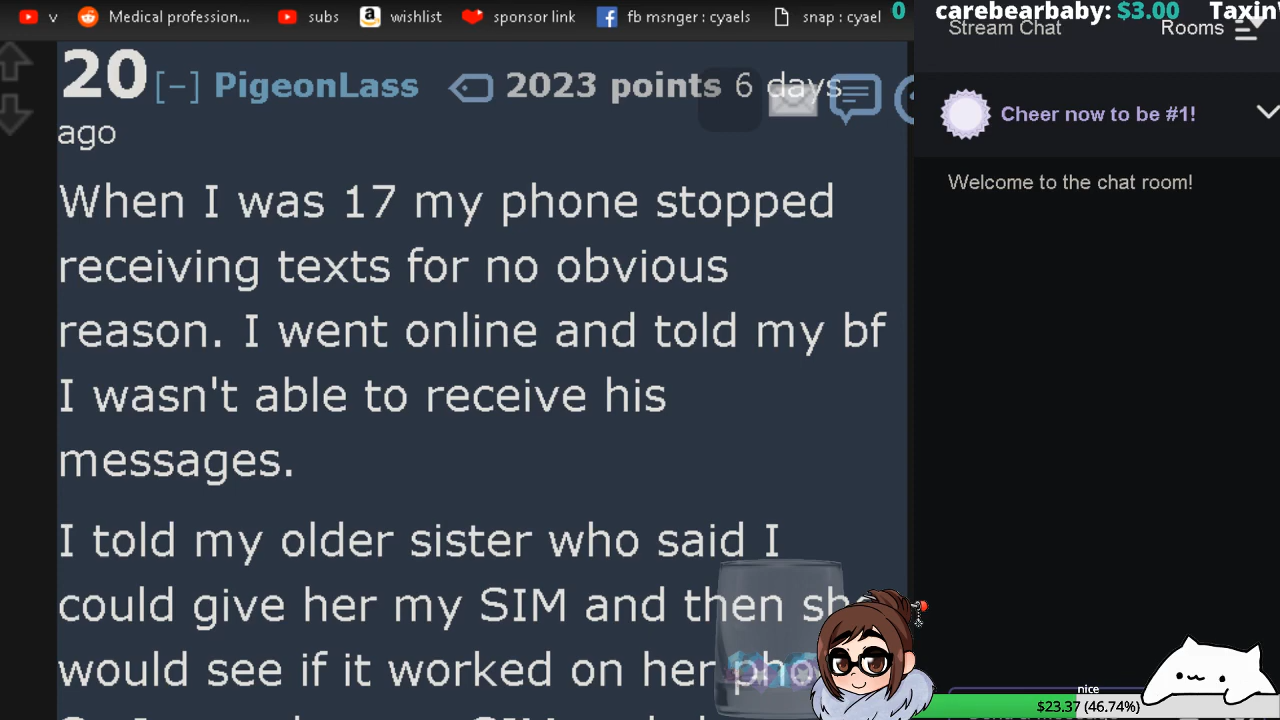 v
Medical profession...
subs
wishlist
sponsor link
fb msnger : cyaels
snap : cyael
0
carebearbaby: $3.00
Stream Chat
Rooms
20 [–] PigeonLass 2023 points 6 days
ago
Cheer now to be #1!
Welcome to the chat room!
When I was 17 my phone stopped
receiving texts for no obvious
reason. I went online and told my bf
I wasn't able to receive his
messages.
I told my older sister who said I
could give her my SIM and then
would see if it worked on her
nice
$23.37 (46.74%)